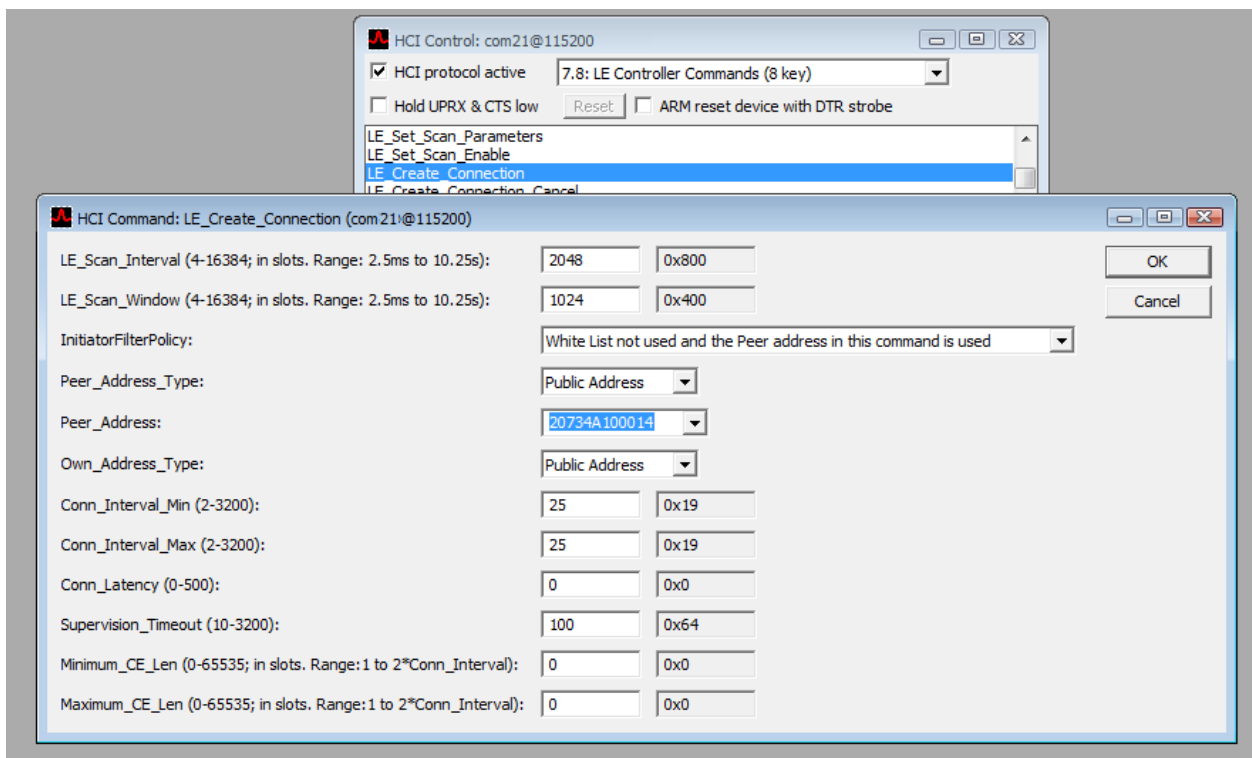 HCI Control: com21@115200
HCI protocol active 7.8: LE Controller Commands (8 key)
Hold UPRX & CTS low Reset ARM reset device with DTR strobe
LE_Set_Scan_Parameters
LE_Set_Scan_Enable
LE_Create_Connection
LE_Create_Connection_Cancel
HCI Command: LE_Create_Connection (com21@115200)
LE_Scan_Interval (4-16384; in slots. Range: 2.5ms to 10.25s): 2048 0x800 OK
LE_Scan_Window (4-16384; in slots. Range: 2.5ms to 10.25s): 1024 0x400 Cancel
InitiatorFilterPolicy: White List not used and the Peer address in this command is used
Peer_Address_Type: Public Address
Peer_Address: 20734A100014
Own_Address_Type: Public Address
Conn_Interval_Min (2-3200): 25 0x19
Conn_Interval_Max (2-3200): 25 0x19
Conn_Latency (0-500): 0 0x0
Supervision_Timeout (10-3200): 100 0x64
Minimum_CE_Len (0-65535; in slots. Range:1 to 2*Conn_Interval): 0 0x0
Maximum_CE_Len (0-65535; in slots. Range:1 to 2*Conn_Interval): 0 0x0